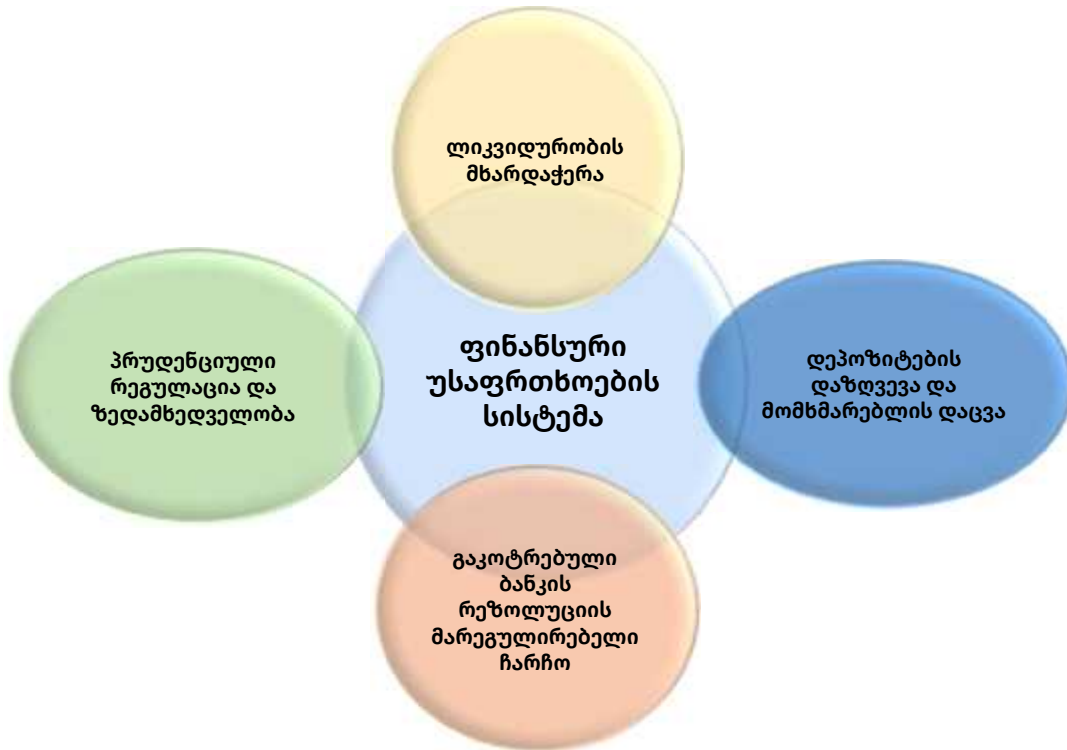 ლიკვიდურობის
მხარდაჭერა
ფინანსური
უსაფრთხოების
სისტემა
პრუდენციული
რეგულაცია და
ზედამხედველობა
დეპოზიტების
დაზღვევა და
მომხმარებლის დაცვა
გაკოტრებული
ბანკის
რეზოლუციის
მარეგულირებელი
ჩარჩო